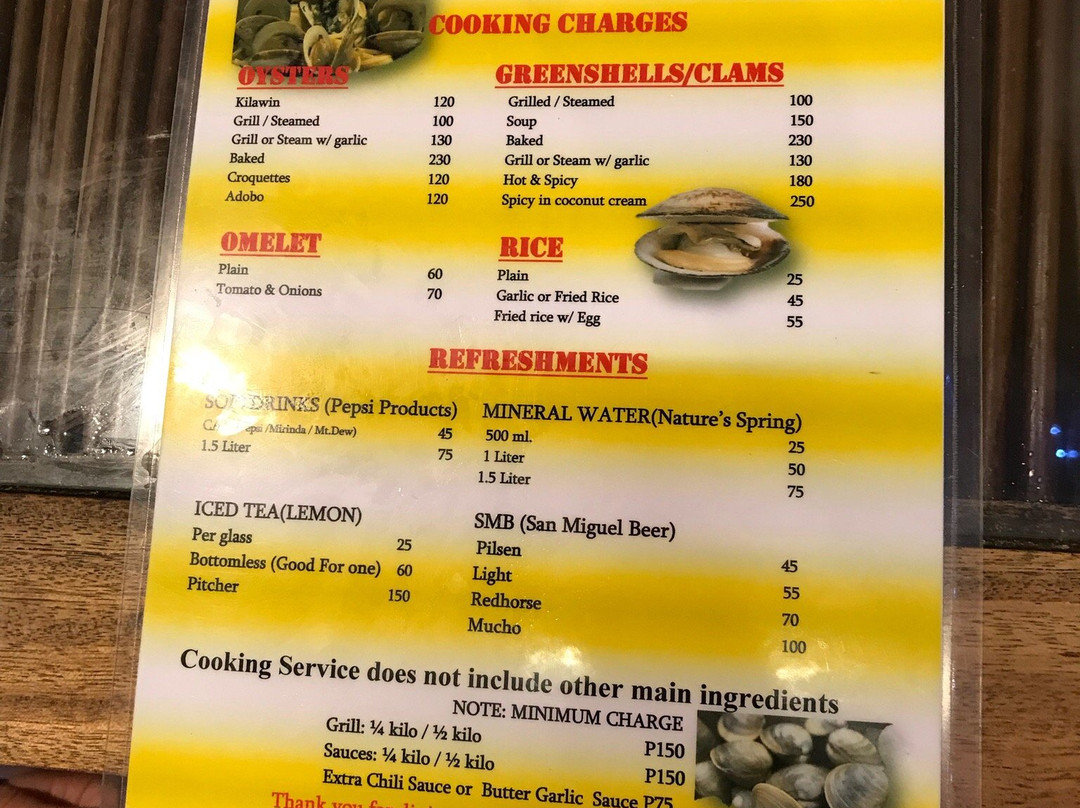 COOKING CHARGES
OYSTERS
Kilawin 120
Grill / Steamed 100
Grill or Steam w/ garlic 130
Baked 230
Croquettes 120
Adobo 120
GREENSHELLS/CLAMS
Grilled / Steamed 100
Soup 150
Baked 230
Grill or Steam w/ garlic 130
Hot & Spicy 180
Spicy in coconut cream 250
OMELET
Plain 60
Tomato & Onions 70
RICE
Plain 25
Garlic or Fried Rice 45
Fried rice w/ Egg 55
REFRESHMENTS
(Pepsi Products)
/Mirinda / Mt.Dew) 45
1.5 Liter 75
MINERAL WATER(Nature's Spring)
500 ml. 25
1 Liter 50
1.5 Liter 75
ICED TEA(LEMON)
Per glass 25
Bottomless (Good For one) 60
Pitcher 150
SMB (San Miguel Beer)
Pilsen 45
Light 55
Redhorse 70
Mucho 100
Cooking Service does not include other main ingredients
NOTE: MINIMUM CHARGE
Grill: ¼ kilo / ½ kilo P150
Sauces: ¼ kilo / ½ kilo P150
Extra Chili Sauce or Butter Garlic Sauce P75
Thank you